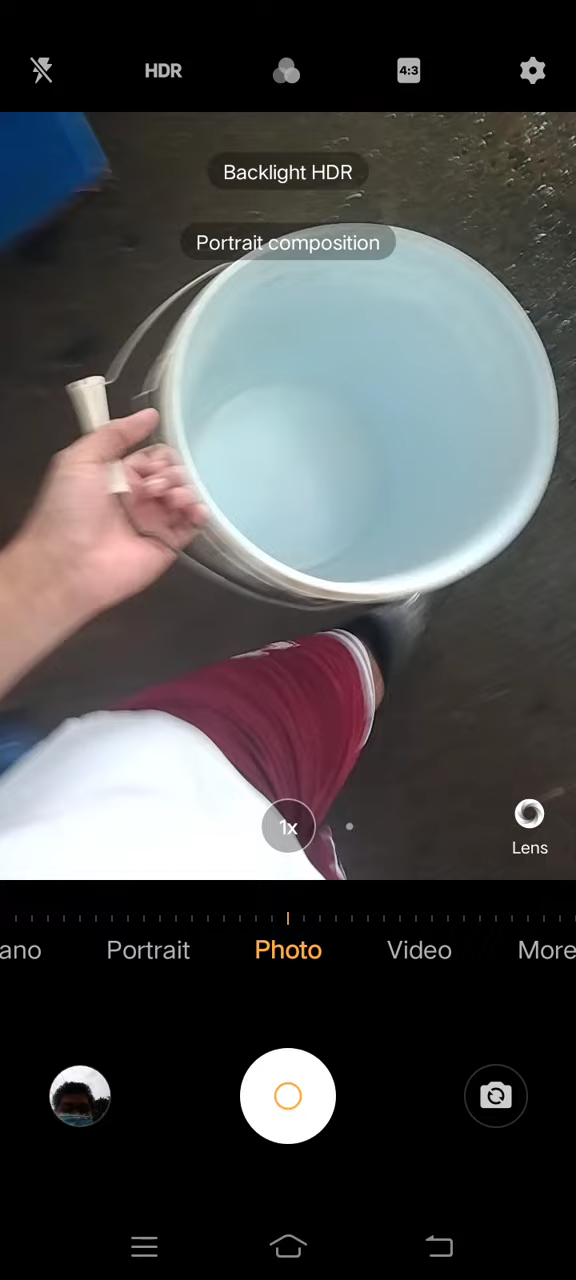 HDR
4:3
Backlight HDR
Portrait composition
1x
Lens
ano
Portrait
Photo
Video
More